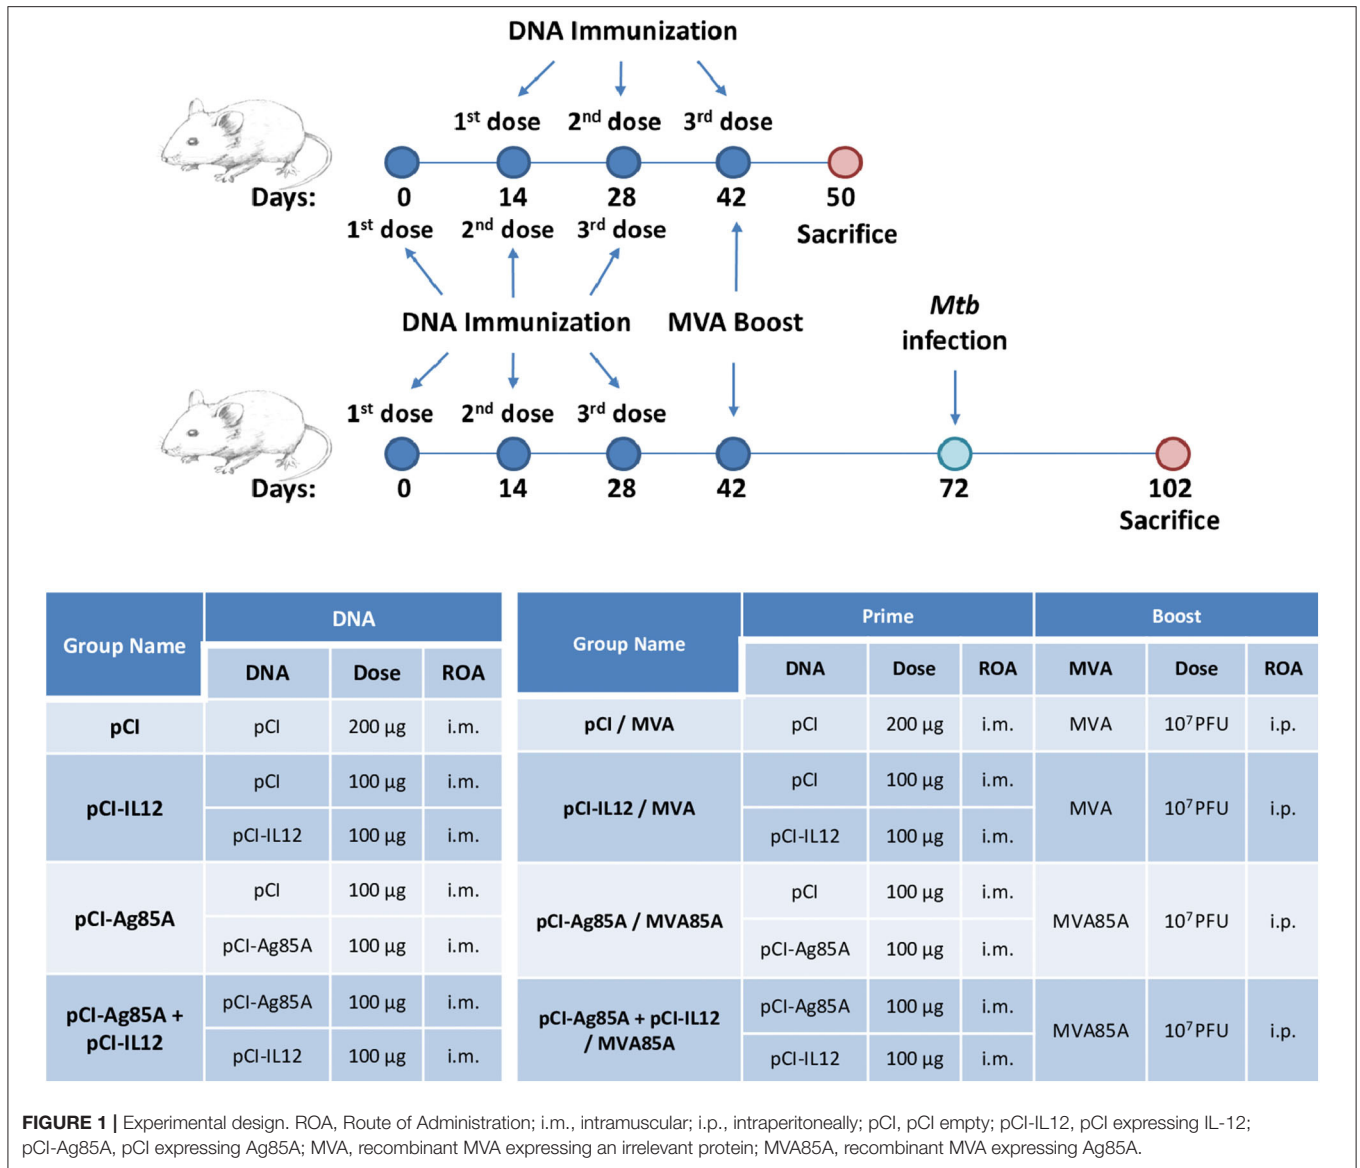 DNA Immunization
1st dose 2nd dose 3rd dose
Days: 0 14 28 42 50
1st dose 2nd dose 3rd dose Sacrifice
DNA Immunization MVA Boost
Mtb
infection
1st dose 2nd dose 3rd dose
Days: 0 14 28 42 72 102
Sacrifice
Group Name DNA
DNA Dose ROA
pCI pCI 200 µg i.m.
pCI-IL12
pCI 100 µg i.m.
pCI-IL12 100 µg i.m.
pCI-Ag85A
pCI 100 µg i.m.
pCI-Ag85A 100 µg i.m.
pCI-Ag85A +
pCI-IL12
pCI-Ag85A 100 µg i.m.
pCI-IL12 100 µg i.m.
Group Name Prime Boost
DNA Dose ROA MVA Dose ROA
pCI / MVA pCI 200 µg i.m. MVA 10⁷ PFU i.p.
pCI-IL12 / MVA
pCI 100 µg i.m.
pCI-IL12 100 µg i.m.
MVA 10⁷ PFU i.p.
pCI-Ag85A / MVA85A
pCI 100 µg i.m.
pCI-Ag85A 100 µg i.m.
MVA85A 10⁷ PFU i.p.
pCI-Ag85A + pCI-IL12
/ MVA85A
pCI-Ag85A 100 µg i.m.
pCI-IL12 100 µg i.m.
MVA85A 10⁷ PFU i.p.
FIGURE 1 | Experimental design. ROA, Route of Administration; i.m., intramuscular; i.p., intraperitoneally; pCI, pCI empty; pCI-IL12, pCI expressing IL-12;
pCI-Ag85A, pCI expressing Ag85A; MVA, recombinant MVA expressing an irrelevant protein; MVA85A, recombinant MVA expressing Ag85A.